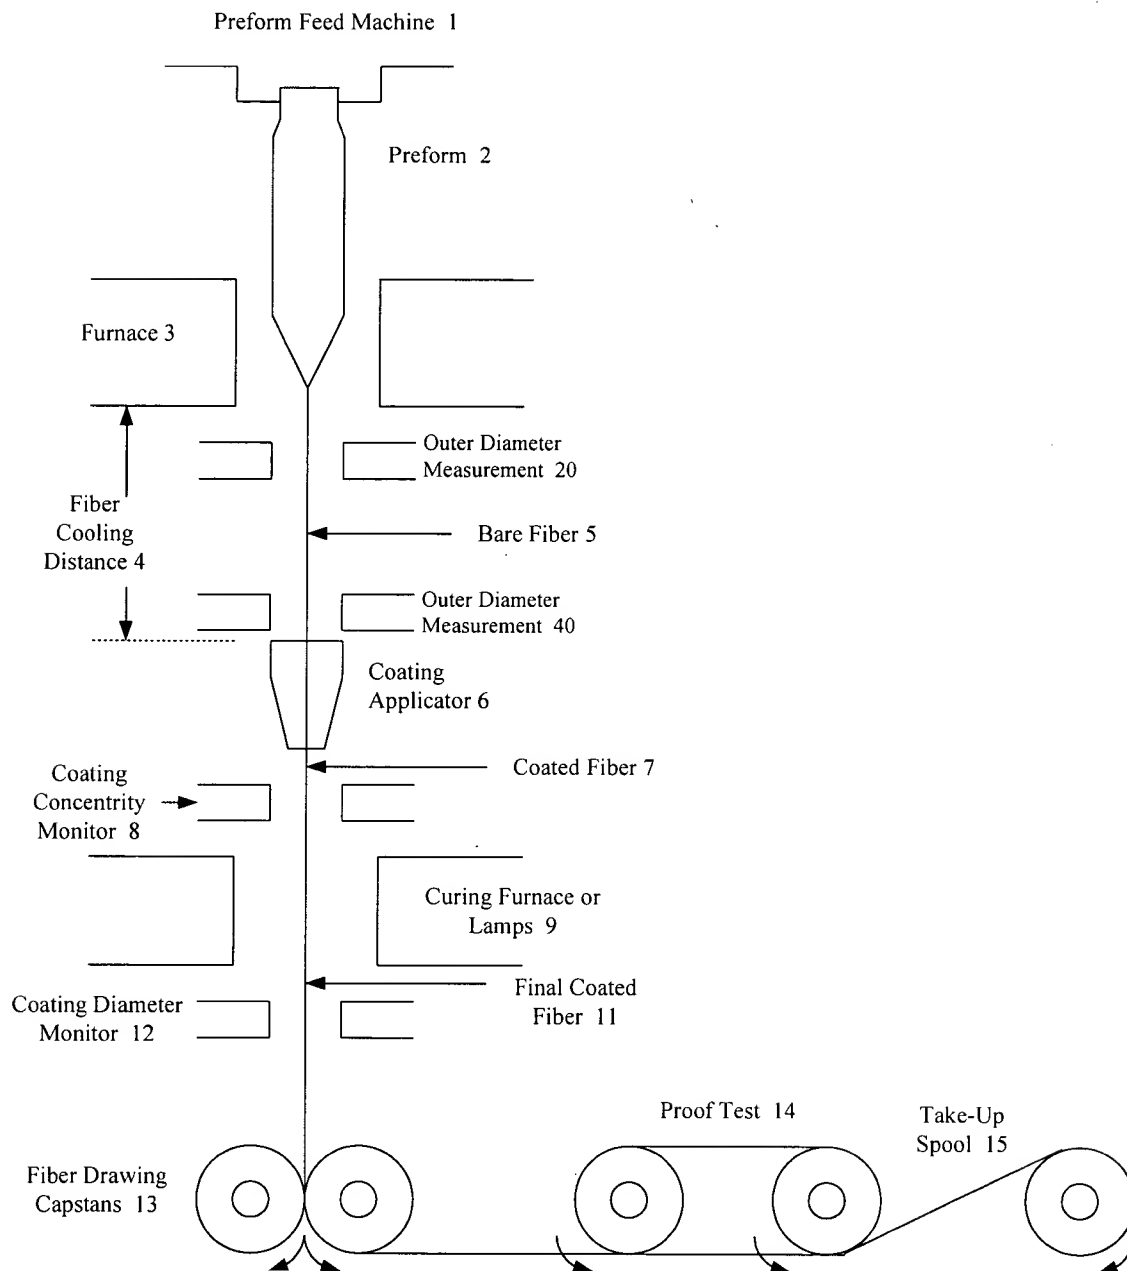 Preform Feed Machine 1
Preform 2
Furnace 3
Outer Diameter
Measurement 20
Fiber
Cooling
Distance 4
Bare Fiber 5
Outer Diameter
Measurement 40
Coating
Applicator 6
Coated Fiber 7
Coating
Concentrity
Monitor 8
Curing Furnace or
Lamps 9
Final Coated
Fiber 11
Coating Diameter
Monitor 12
Proof Test 14
Take-Up
Spool 15
Fiber Drawing
Capstans 13